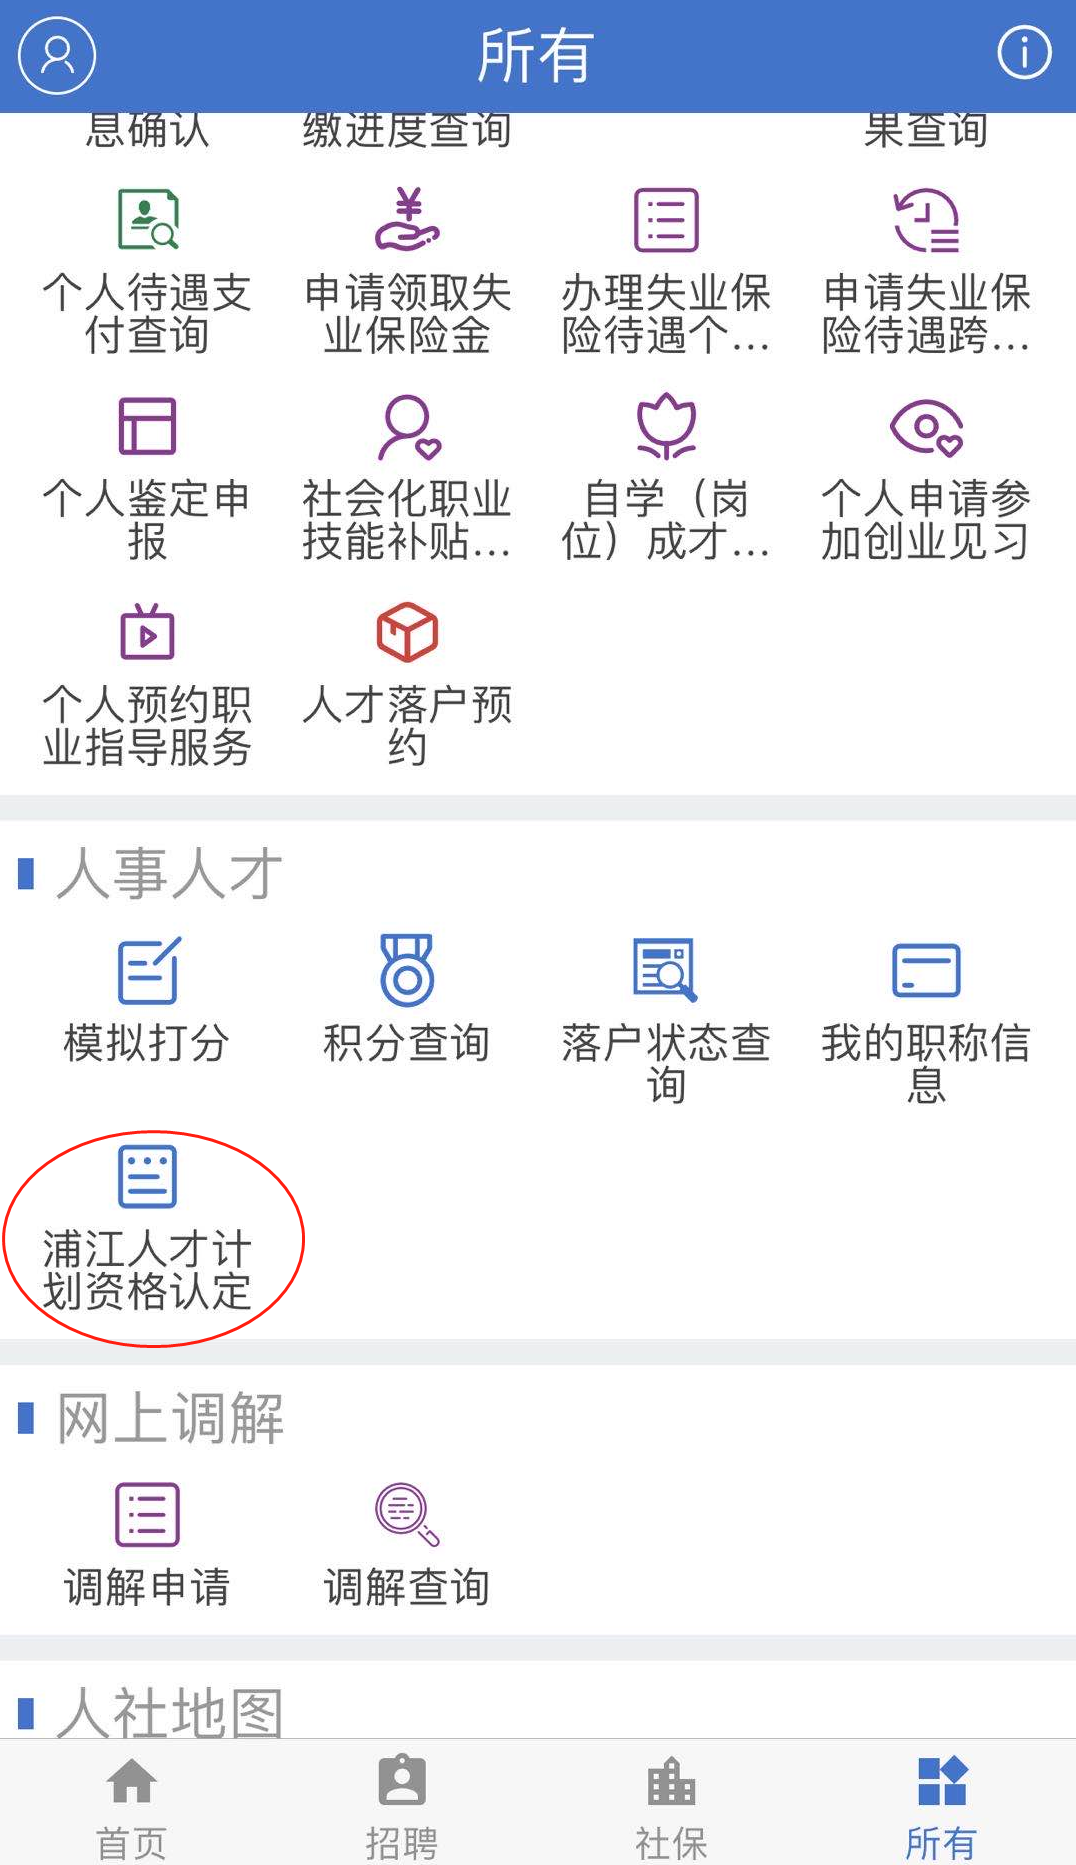 所有
息确认 缴进度查询 果查询
个人待遇支 申请领取失 办理失业保 申请失业保
付查询 业保险金 险待遇个... 险待遇跨...
个人鉴定申 社会化职业 自学（岗 个人申请参
报 技能补贴... 位）成才... 加创业见习
个人预约职 人才落户预
业指导服务 约
人事人才
模拟打分 积分查询 落户状态查 我的职称信
询 息
浦江人才计
划资格认定
网上调解
调解申请 调解查询
人社地图
首页 招聘 社保 所有